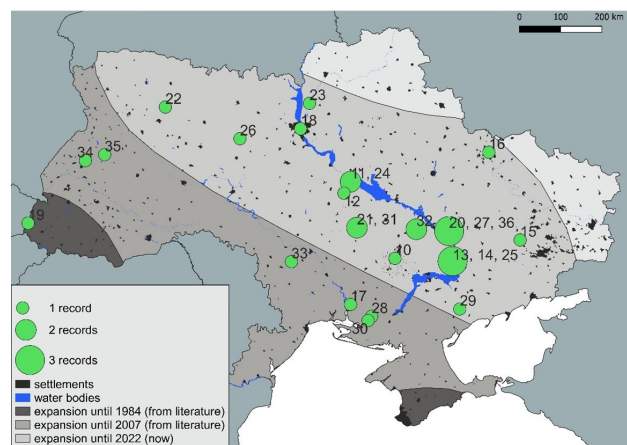 0 100 200 km
23
22
18
26
16
35
34
11, 24
12
19
21, 31
32
20, 27, 36
15
13, 14, 25
10
33
17
28
29
30
1 record
2 records
3 records
settlements
water bodies
expansion until 1984 (from literature)
expansion until 2007 (from literature)
expansion until 2022 (now)